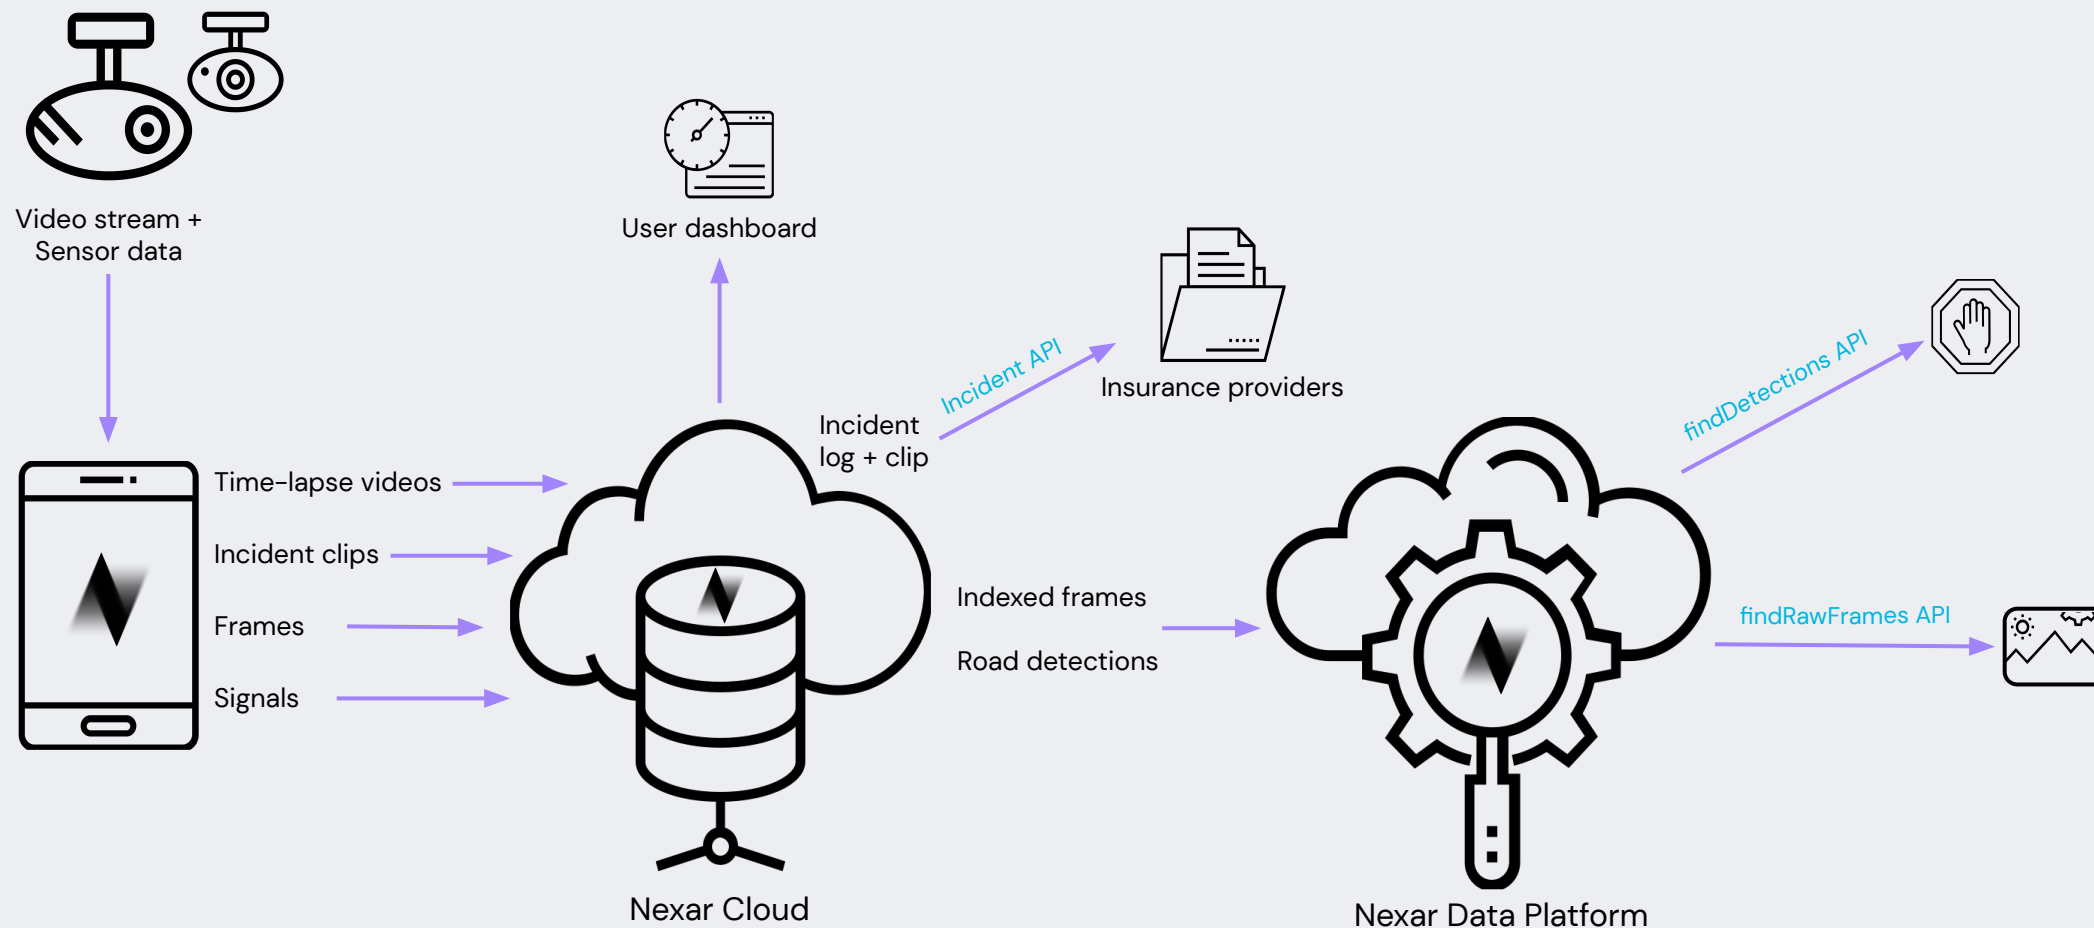 Video stream +
Sensor data
User dashboard
Insurance providers
Incident API
Incident
log + clip
findDetections API
Time-lapse videos
Incident clips
Frames
Signals
Indexed frames
Road detections
findRawFrames API
Nexar Cloud
Nexar Data Platform